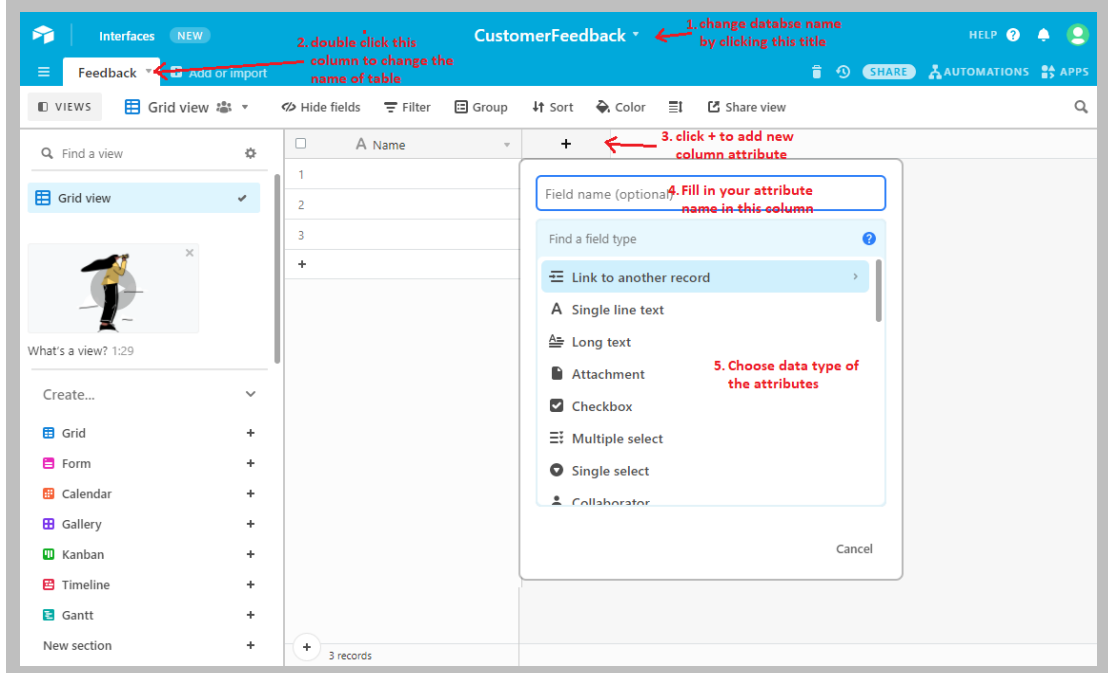 Interfaces NEW
CustomerFeedback
1. change databse name
by clicking this title
HELP
2. double click this
column to change the
name of table
Feedback
Add or import
SHARE
AUTOMATIONS
APPS
VIEWS
Grid view
Hide fields
Filter
Group
Sort
Color
Share view
Find a view
Grid view
What's a view? 1:29
Create...
Grid
Form
Calendar
Gallery
Kanban
Timeline
Gantt
New section
A Name
+
3. click + to add new
column attribute
1
2
3
+
Field name (optional)
4. Fill in your attribute
name in this column
Find a field type
Link to another record
Single line text
Long text
Attachment
Checkbox
Multiple select
Single select
Collaborator
5. Choose data type of
the attributes
Cancel
+
3 records